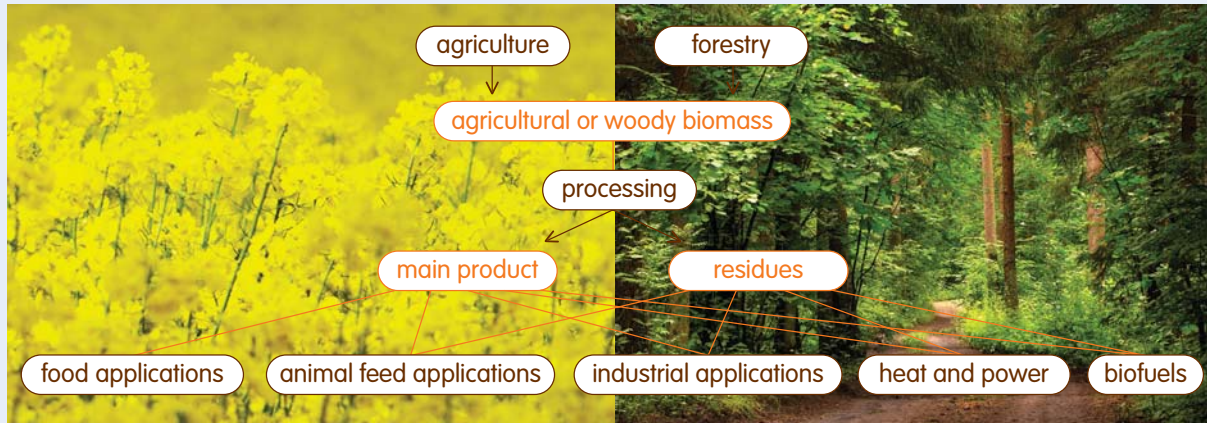 agriculture
forestry
agricultural or woody biomass
processing
main product
residues
food applications
animal feed applications
industrial applications
heat and power
biofuels